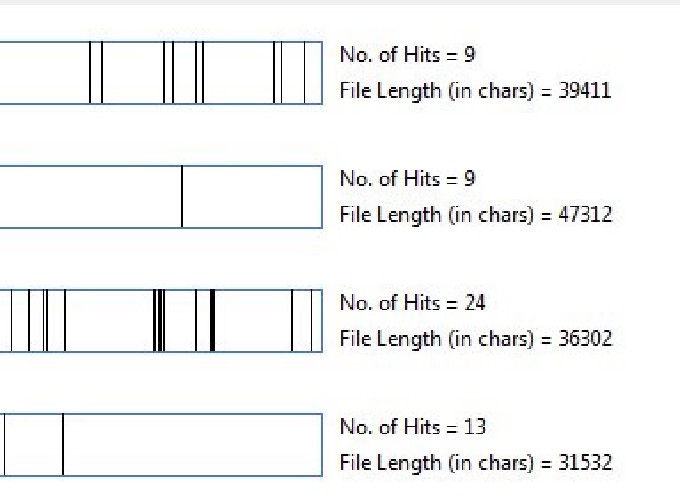 No. of Hits = 9
File Length (in chars) = 39411
No. of Hits = 9
File Length (in chars) = 47312
No. of Hits = 24
File Length (in chars) = 36302
No. of Hits = 13
File Length (in chars) = 31532